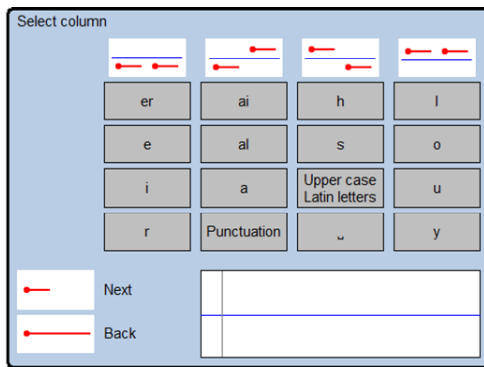 Select column
er ai h l
e al s o
i a Upper case Latin letters u
r Punctuation ␣ y
Next
Back